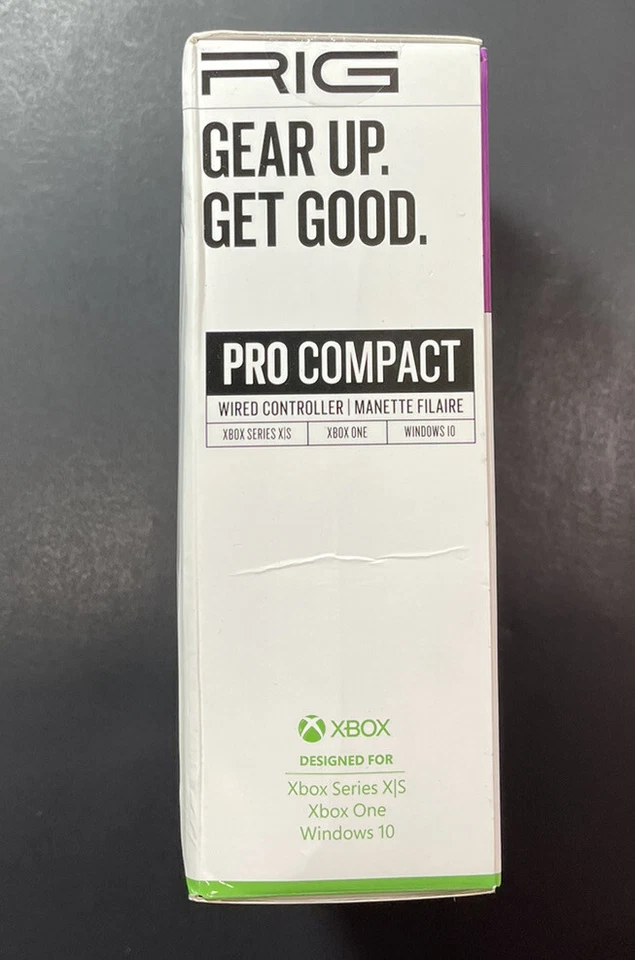 RIG
GEAR UP.
GET GOOD.
PRO COMPACT
WIRED CONTROLLER | MANETTE FILAIRE
XBOX SERIES X|S XBOX ONE WINDOWS 10
XBOX
DESIGNED FOR
Xbox Series X|S
Xbox One
Windows 10